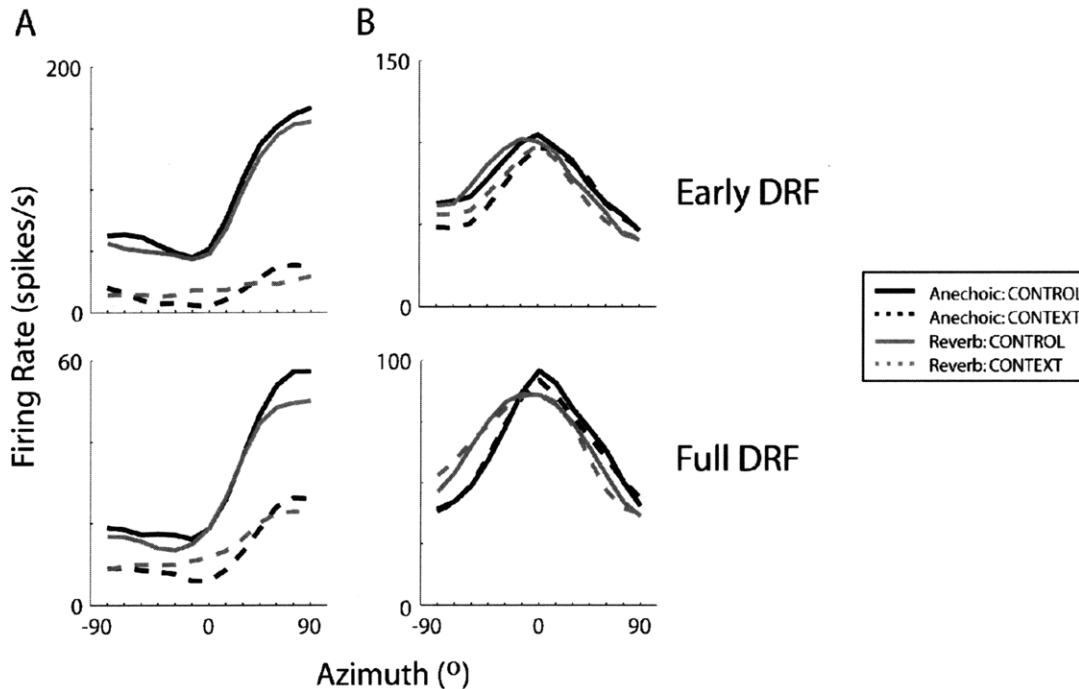 A
B
200
0
150
0
Early DRF
Firing Rate (spikes/s)
60
0
-90
0
90
100
0
-90
0
90
Full DRF
Azimuth (º)
Anechoic: CONTROL
Anechoic: CONTEXT
Reverb: CONTROL
Reverb: CONTEXT